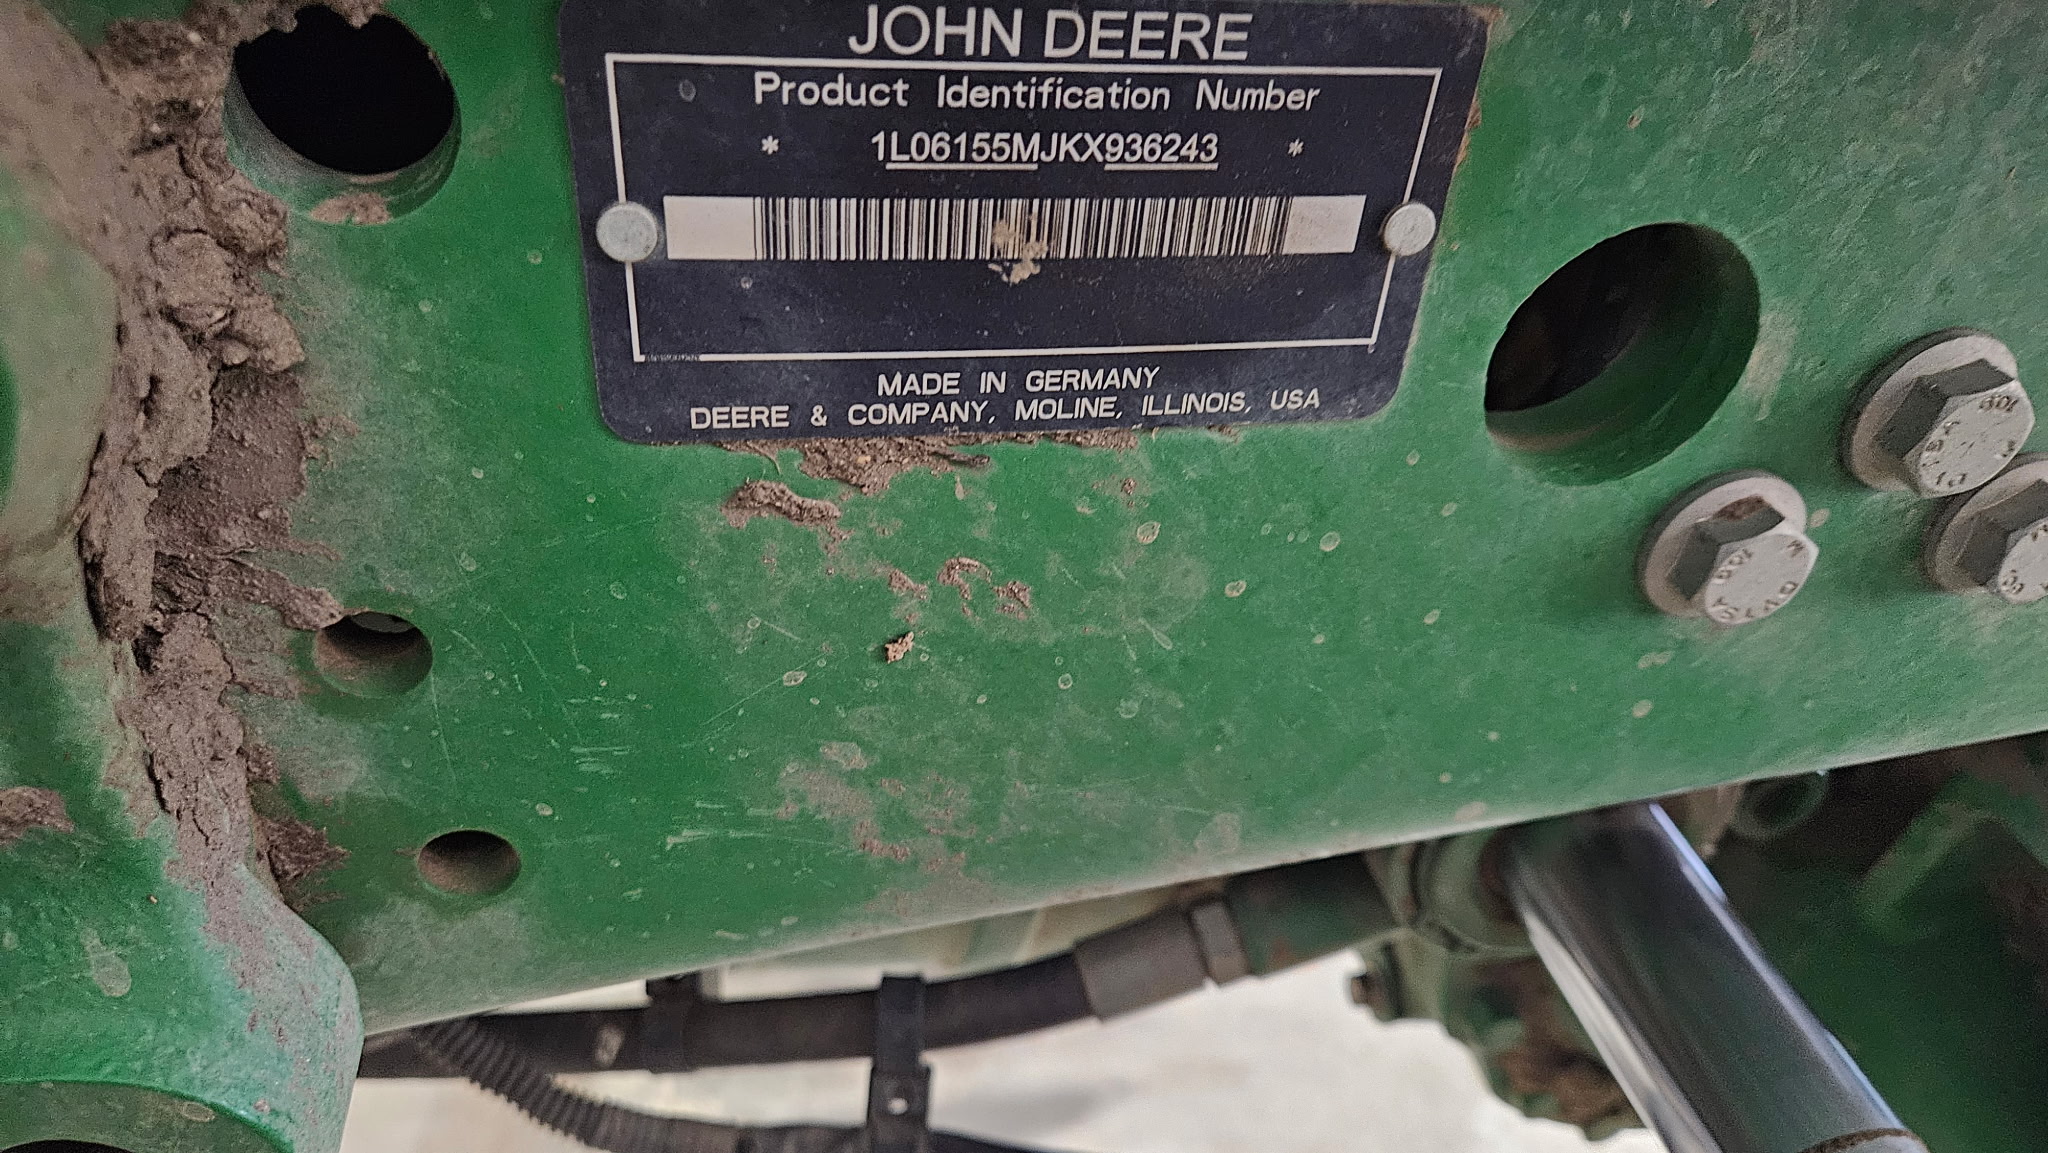 JOHN DEERE
Product Identification Number
* 1L06155MJKX936243 *
MADE IN GERMANY
DEERE & COMPANY, MOLINE, ILLINOIS, USA